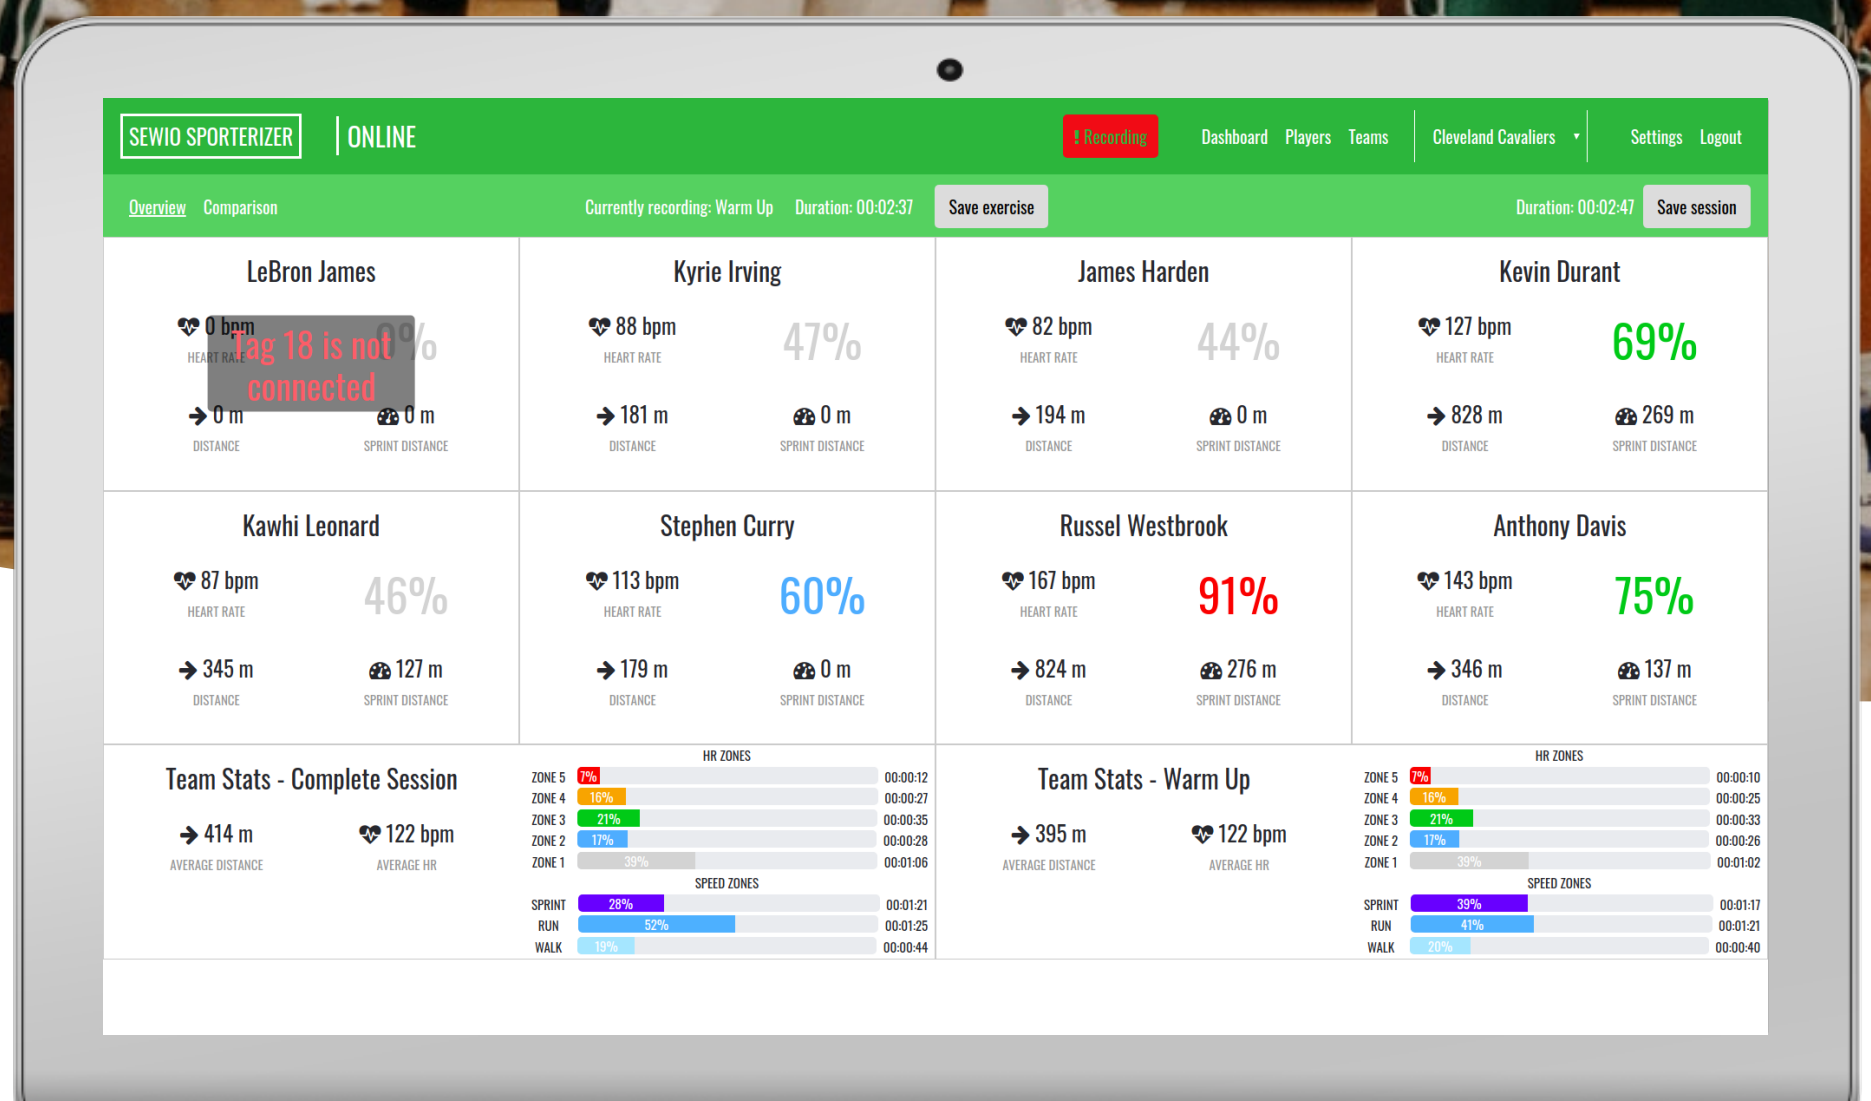 SEWIO SPORTERIZER ONLINE ! Recording Dashboard Players Teams Cleveland Cavaliers Settings Logout
Overview Comparison Currently recording: Warm Up Duration: 00:02:37 Save exercise Duration: 00:02:47 Save session
LeBron James Kyrie Irving James Harden Kevin Durant
0 bpm 0% 88 bpm 47% 82 bpm 44% 127 bpm 69%
HEART RATE HEART RATE HEART RATE HEART RATE
Tag 18 is not
connected
0 m 0 m 181 m 0 m 194 m 0 m 828 m 269 m
DISTANCE SPRINT DISTANCE DISTANCE SPRINT DISTANCE DISTANCE SPRINT DISTANCE DISTANCE SPRINT DISTANCE
Kawhi Leonard Stephen Curry Russel Westbrook Anthony Davis
87 bpm 46% 113 bpm 60% 167 bpm 91% 143 bpm 75%
HEART RATE HEART RATE HEART RATE HEART RATE
345 m 127 m 179 m 0 m 824 m 276 m 346 m 137 m
DISTANCE SPRINT DISTANCE DISTANCE SPRINT DISTANCE DISTANCE SPRINT DISTANCE DISTANCE SPRINT DISTANCE
Team Stats - Complete Session
414 m 122 bpm
AVERAGE DISTANCE AVERAGE HR
HR ZONES
ZONE 5 7% 00:00:12
ZONE 4 16% 00:00:27
ZONE 3 21% 00:00:35
ZONE 2 17% 00:00:28
ZONE 1 39% 00:01:06
SPEED ZONES
SPRINT 28% 00:01:21
RUN 52% 00:01:25
WALK 19% 00:00:44
Team Stats - Warm Up
395 m 122 bpm
AVERAGE DISTANCE AVERAGE HR
HR ZONES
ZONE 5 7% 00:00:10
ZONE 4 16% 00:00:25
ZONE 3 21% 00:00:33
ZONE 2 17% 00:00:26
ZONE 1 39% 00:01:02
SPEED ZONES
SPRINT 39% 00:01:17
RUN 41% 00:01:21
WALK 20% 00:00:40